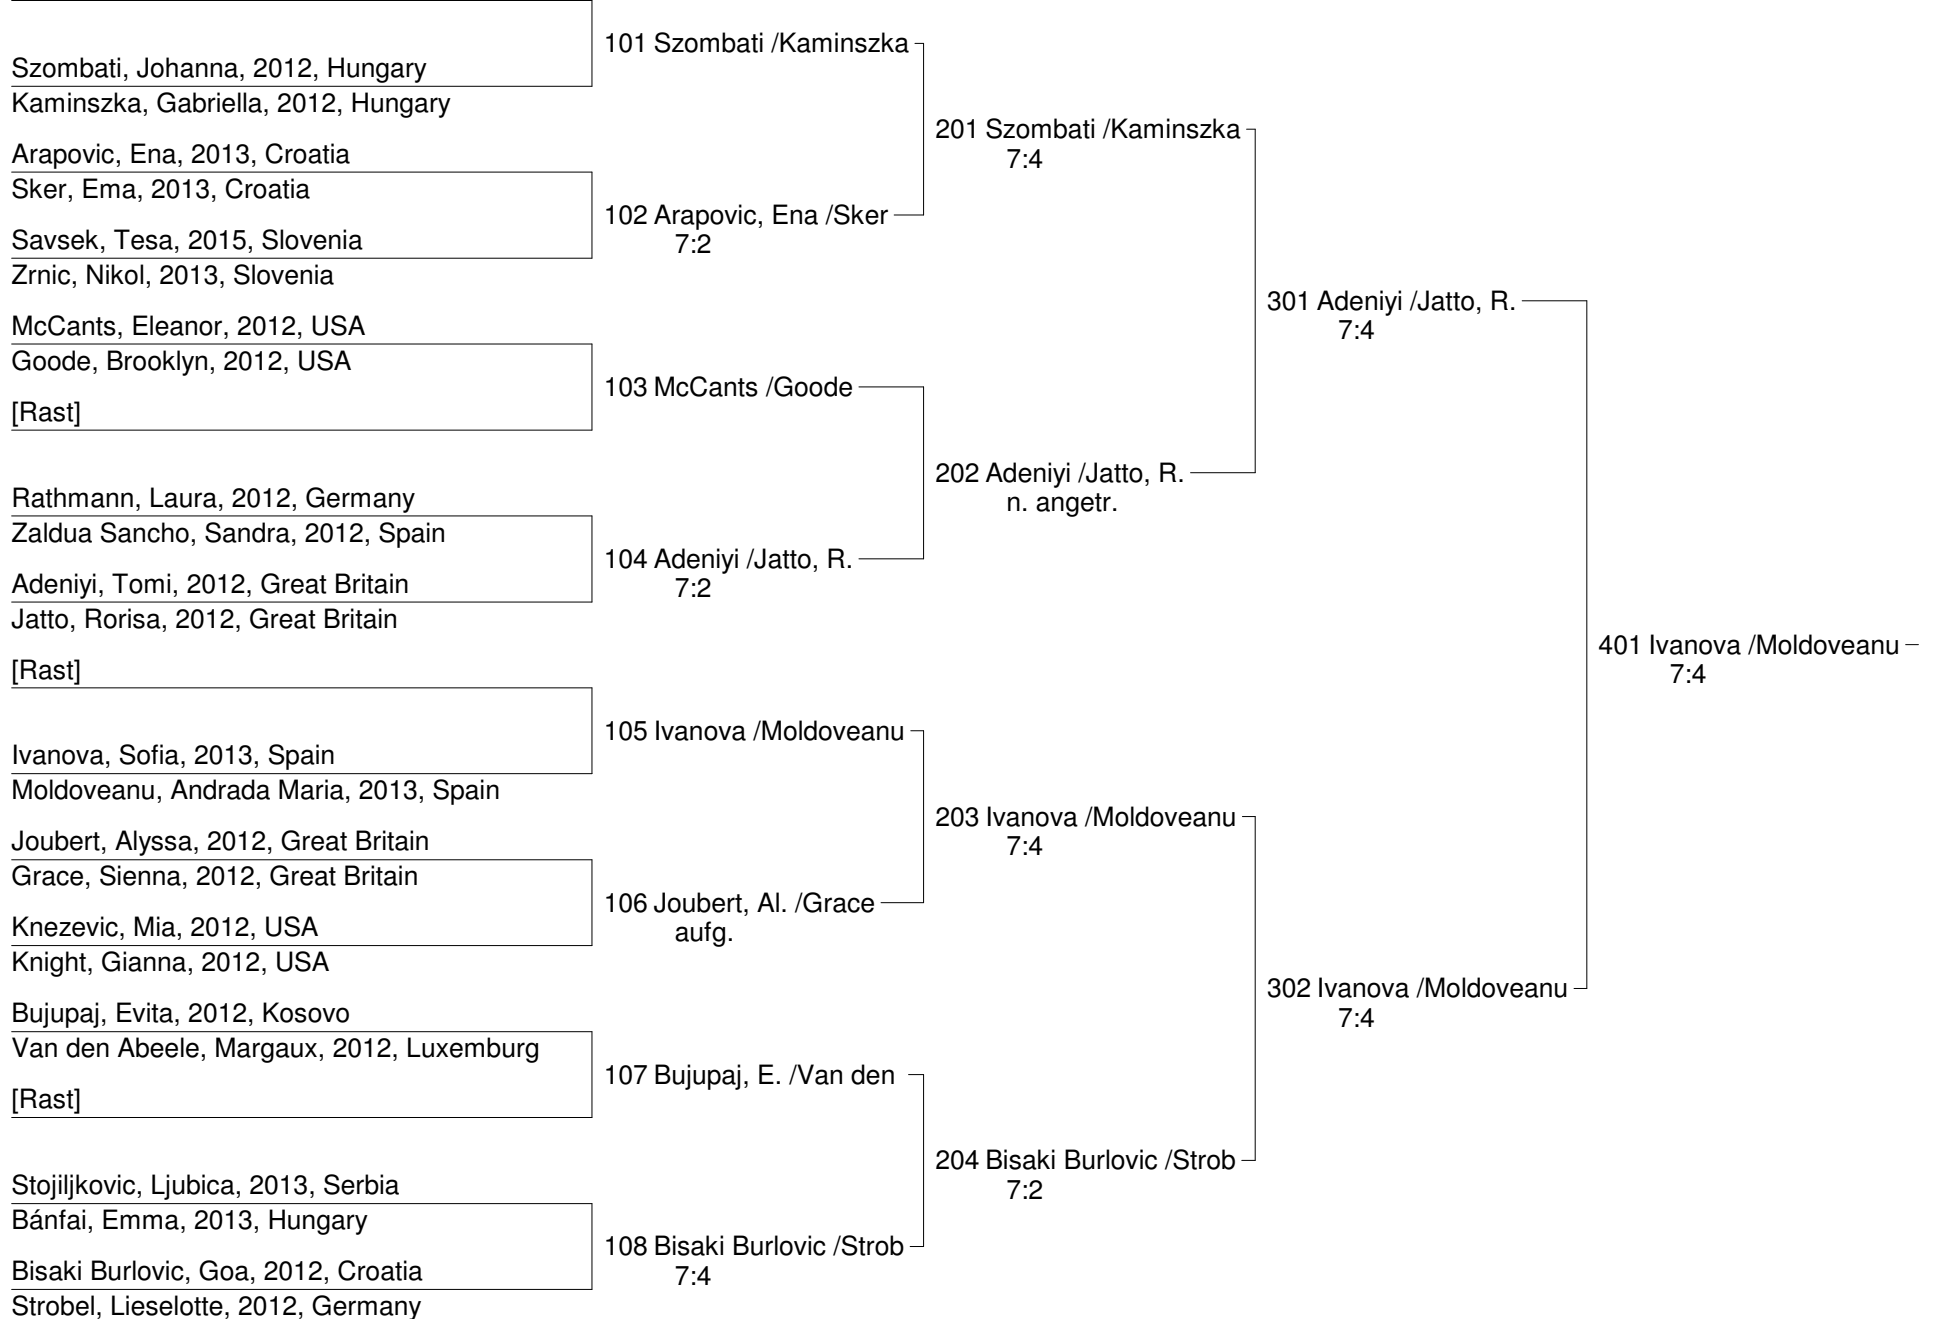 Szombati, Johanna, 2012, Hungary
Kaminszka, Gabriella, 2012, Hungary
Arapovic, Ena, 2013, Croatia
Sker, Ema, 2013, Croatia
Savsek, Tesa, 2015, Slovenia
Zrnic, Nikol, 2013, Slovenia
McCants, Eleanor, 2012, USA
Goode, Brooklyn, 2012, USA
[Rast]
Rathmann, Laura, 2012, Germany
Zaldua Sancho, Sandra, 2012, Spain
Adeniyi, Tomi, 2012, Great Britain
Jatto, Rorisa, 2012, Great Britain
[Rast]
Ivanova, Sofia, 2013, Spain
Moldoveanu, Andrada Maria, 2013, Spain
Joubert, Alyssa, 2012, Great Britain
Grace, Sienna, 2012, Great Britain
Knezevic, Mia, 2012, USA
Knight, Gianna, 2012, USA
Bujupaj, Evita, 2012, Kosovo
Van den Abeele, Margaux, 2012, Luxemburg
[Rast]
Stojiljkovic, Ljubica, 2013, Serbia
Bánfai, Emma, 2013, Hungary
Bisaki Burlovic, Goa, 2012, Croatia
Strobel, Lieselotte, 2012, Germany
101 Szombati /Kaminszka
102 Arapovic, Ena /Sker
7:2
103 McCants /Goode
104 Adeniyi /Jatto, R.
7:2
105 Ivanova /Moldoveanu
106 Joubert, Al. /Grace
aufg.
107 Bujupaj, E. /Van den
108 Bisaki Burlovic /Strob
7:4
201 Szombati /Kaminszka
7:4
202 Adeniyi /Jatto, R.
n. angetr.
203 Ivanova /Moldoveanu
7:4
204 Bisaki Burlovic /Strob
7:2
301 Adeniyi /Jatto, R.
7:4
302 Ivanova /Moldoveanu
7:4
401 Ivanova /Moldoveanu
7:4